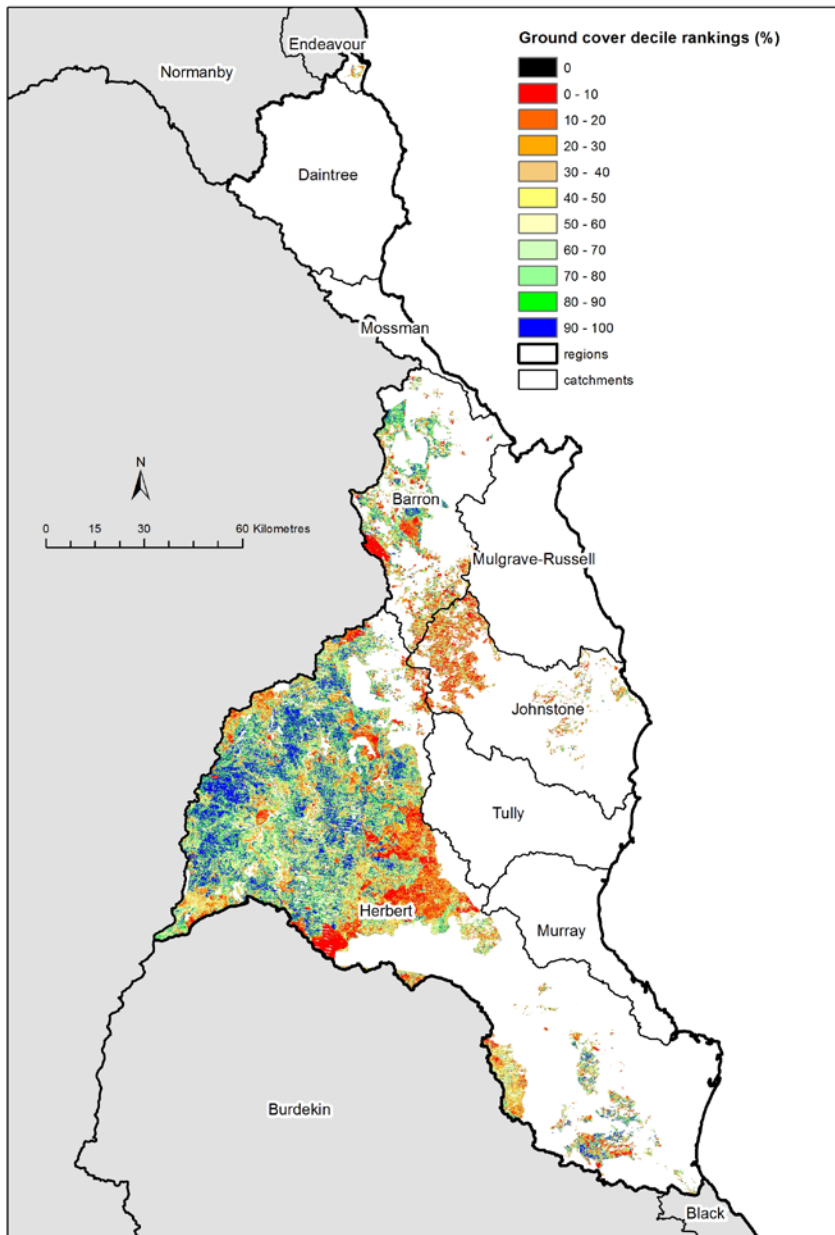 Endeavour
Normanby
Daintree
Mossman
Barron
Mulgrave-Russell
Johnstone
Tully
Herbert
Murray
Burdekin
Black
Ground cover decile rankings (%)
0
0 - 10
10 - 20
20 - 30
30 - 40
40 - 50
50 - 60
60 - 70
70 - 80
80 - 90
90 - 100
regions
catchments
N
0 15 30 60 Kilometres